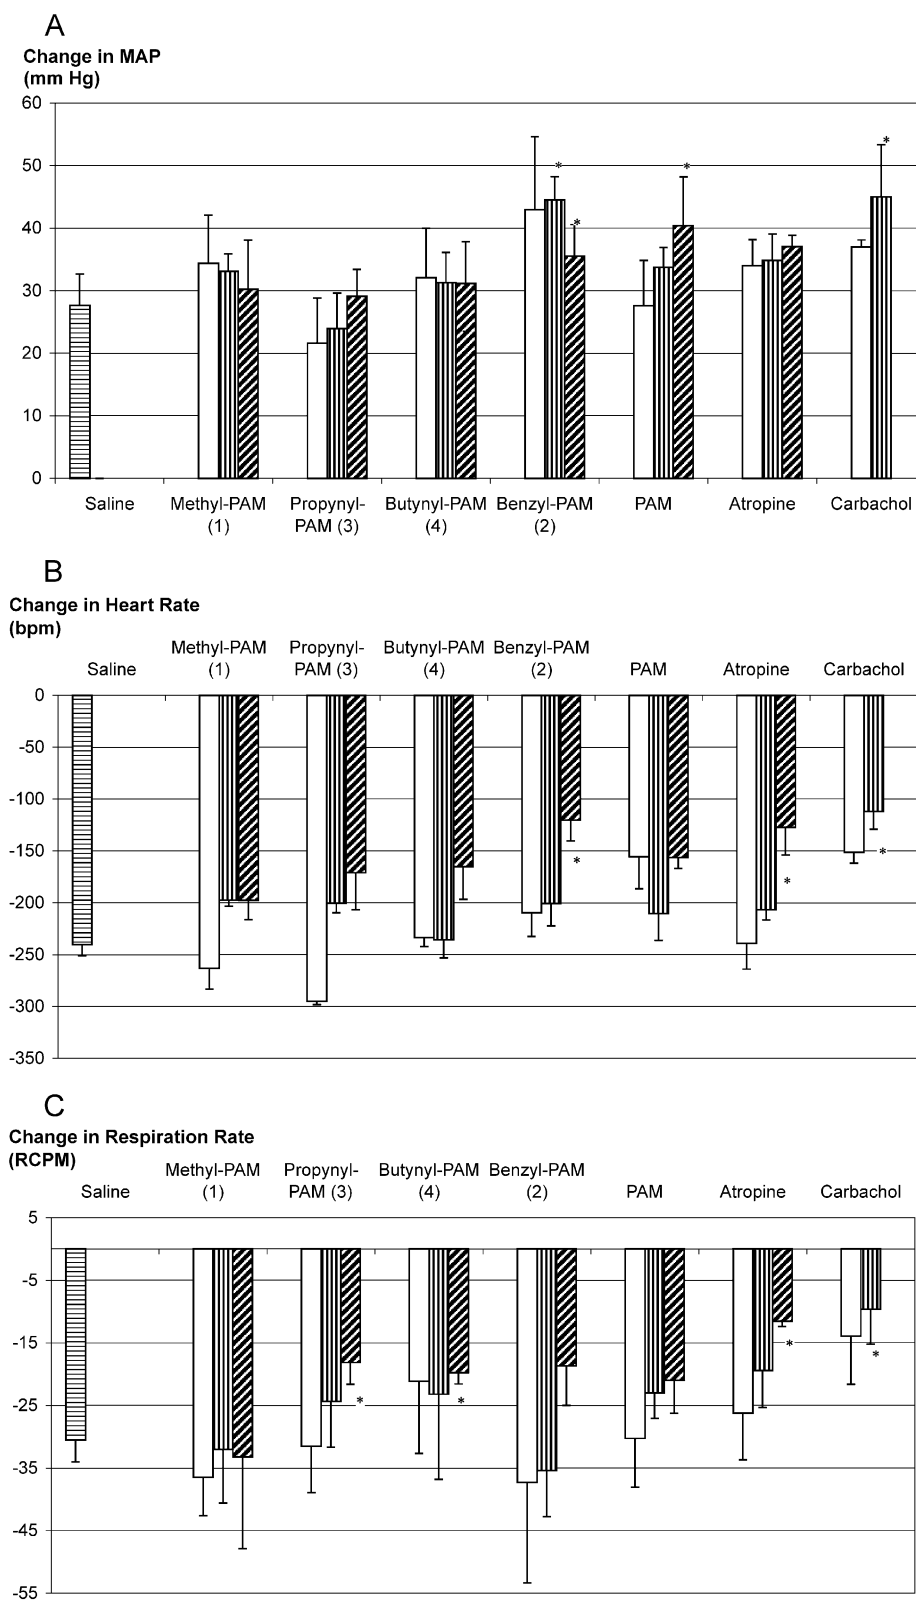 A
Change in MAP
(mm Hg)
60
50
40
30
20
10
0
*
*
*
*
Saline
Methyl-PAM
(1)
Propynyl-
PAM (3)
Butynyl-PAM
(4)
Benzyl-PAM
(2)
PAM
Atropine
Carbachol
B
Change in Heart Rate
(bpm)
Saline
Methyl-PAM
(1)
Propynyl-
PAM (3)
Butynyl-PAM
(4)
Benzyl-PAM
(2)
PAM
Atropine
Carbachol
0
-50
-100
-150
-200
-250
-300
-350
*
*
*
C
Change in Respiration Rate
(RCPM)
Saline
Methyl-PAM
(1)
Propynyl-
PAM (3)
Butynyl-PAM
(4)
Benzyl-PAM
(2)
PAM
Atropine
Carbachol
5
-5
-15
-25
-35
-45
-55
*
*
*
*